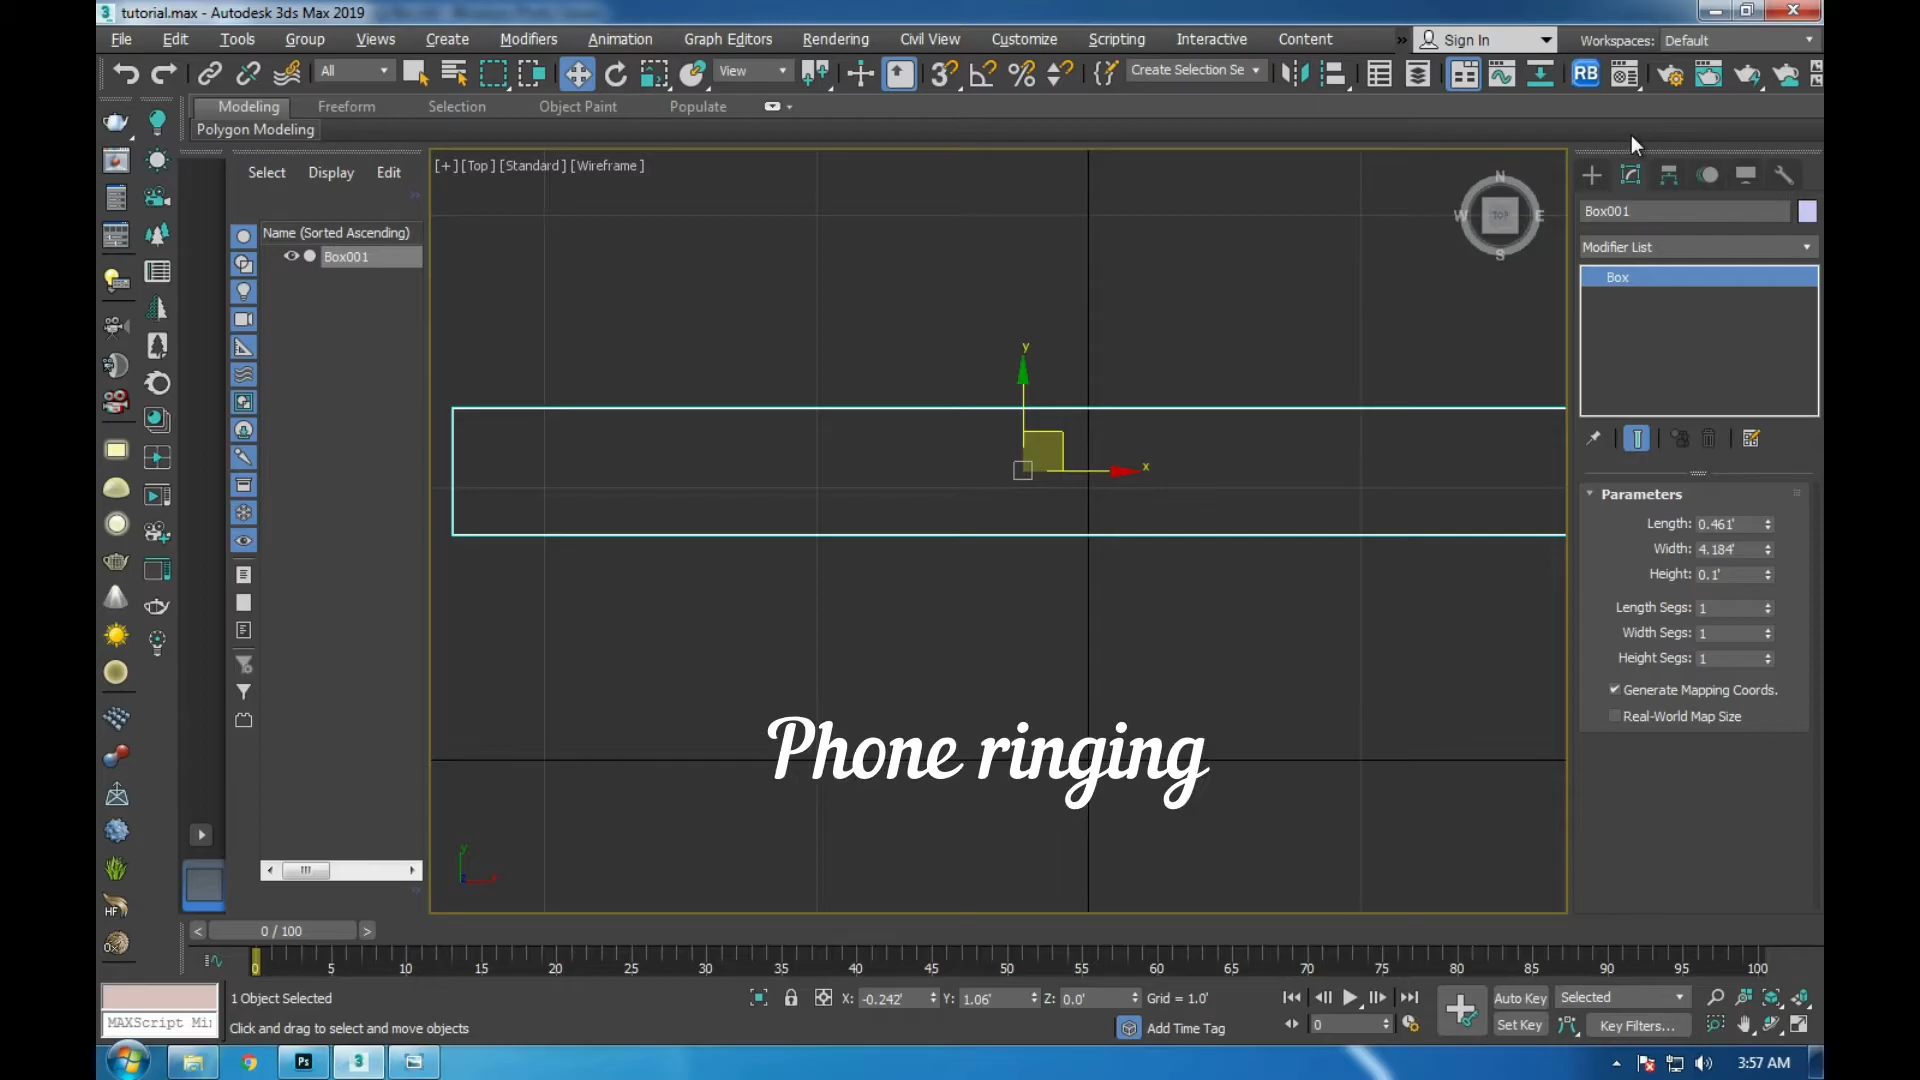 tutorial.max - Autodesk 3ds Max 2019
File Edit Tools Group Views Create Modifiers Animation Graph Editors Rendering Civil View Customize Scripting Interactive Content » Sign In Workspaces: Default
All View Create Selection Se RB
Modeling Freeform Selection Object Paint Populate
Polygon Modeling
Select Display Edit
Name (Sorted Ascending)
Box001
[+] [Top] [Standard] [Wireframe]
N
W TOP E
S
y
x
Box001
Modifier List
Box
Parameters
Length: 0.461'
Width: 4.184'
Height: 0.1'
Length Segs: 1
Width Segs: 1
Height Segs: 1
Generate Mapping Coords.
Real-World Map Size
Phone ringing
HF
0 / 100
0 5 10 15 20 25 30 35 40 45 50 55 60 65 70 75 80 85 90 95 100
1 Object Selected X: -0.242' Y: 1.06' Z: 0.0' Grid = 1.0' Auto Key Selected
MAXScript Mi Click and drag to select and move objects Add Time Tag 0 Set Key Key Filters...
Ps 3 3:57 AM